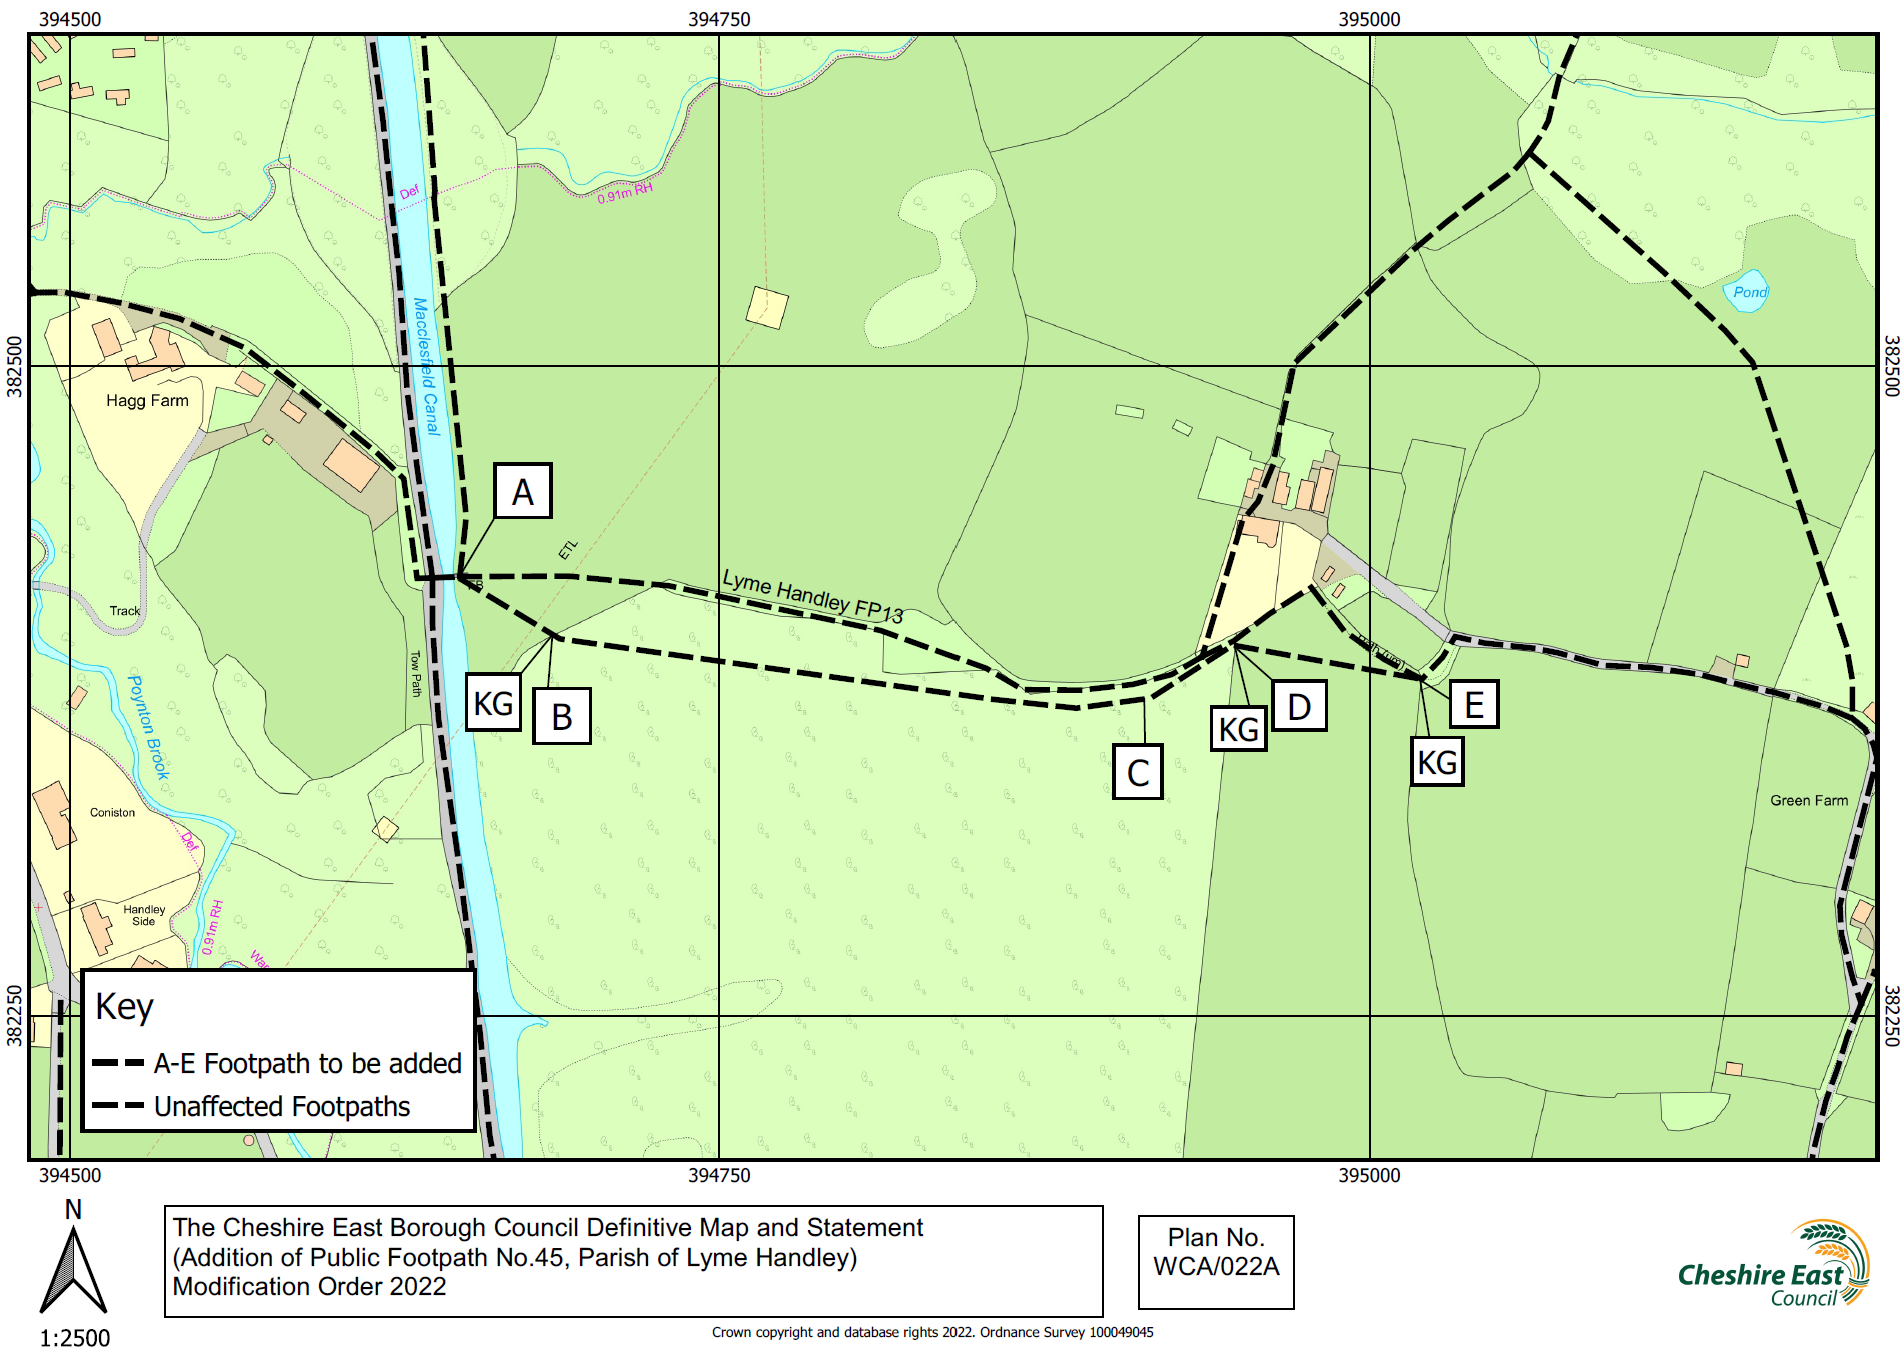 394500
394750
395000
Def
0.91m RH
Pond
Macclesfield Canal
382500
382500
Hagg Farm
A
ETL
FB
Lyme Handley FP13
Track
Path (um)
Tow Path
KG
B
D
E
KG
KG
C
Poynton Brook
Coniston
Def
Green Farm
Handley
Side
0.91m RH
382250
382250
Key
A-E Footpath to be added
Unaffected Footpaths
394500
394750
395000
N
1:2500
The Cheshire East Borough Council Definitive Map and Statement
(Addition of Public Footpath No.45, Parish of Lyme Handley)
Modification Order 2022
Plan No.
WCA/022A
Cheshire East
Council
Crown copyright and database rights 2022. Ordnance Survey 100049045